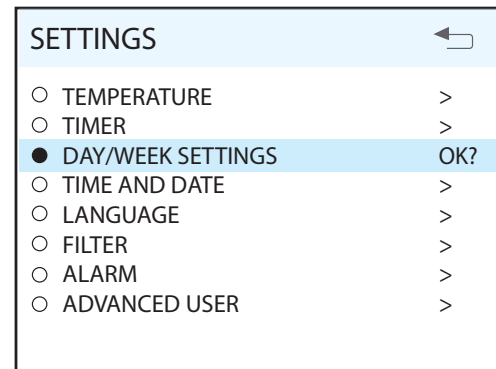 SETTINGS
TEMPERATURE >
TIMER >
DAY/WEEK SETTINGS OK?
TIME AND DATE >
LANGUAGE >
FILTER >
ALARM >
ADVANCED USER >